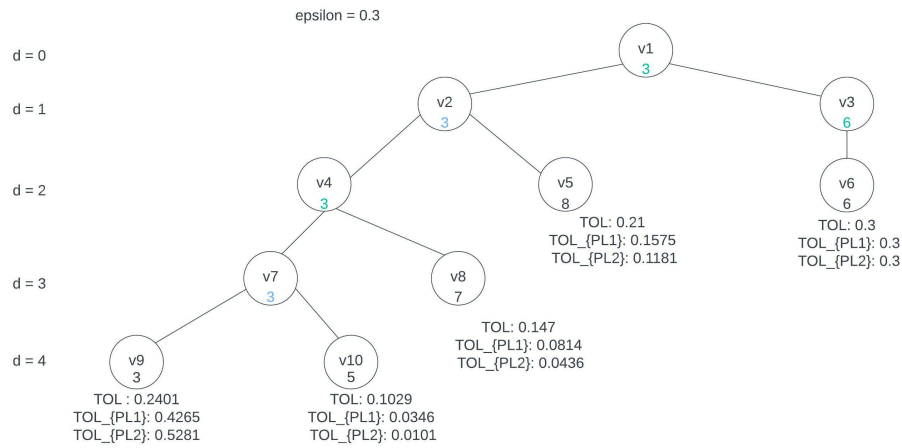 epsilon = 0.3
d = 0
v1
3
d = 1
v2
3
v3
6
d = 2
v4
3
v5
8
v6
6
TOL: 0.21
TOL_{PL1}: 0.1575
TOL_{PL2}: 0.1181
TOL: 0.3
TOL_{PL1}: 0.3
TOL_{PL2}: 0.3
d = 3
v7
3
v8
7
TOL: 0.147
TOL_{PL1}: 0.0814
TOL_{PL2}: 0.0436
d = 4
v9
3
v10
5
TOL : 0.2401
TOL_{PL1}: 0.4265
TOL_{PL2}: 0.5281
TOL: 0.1029
TOL_{PL1}: 0.0346
TOL_{PL2}: 0.0101